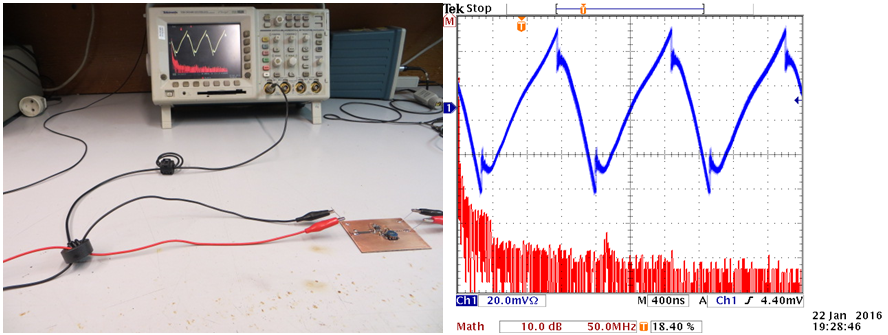 Tektronix
Tek Stop
M
T
T
1
Ch1 20.0mVΩ M 400ns A Ch1 ƒ 4.40mV
Math 10.0 dB 50.0MHz T 18.40 %
22 Jan 2016
19:28:46